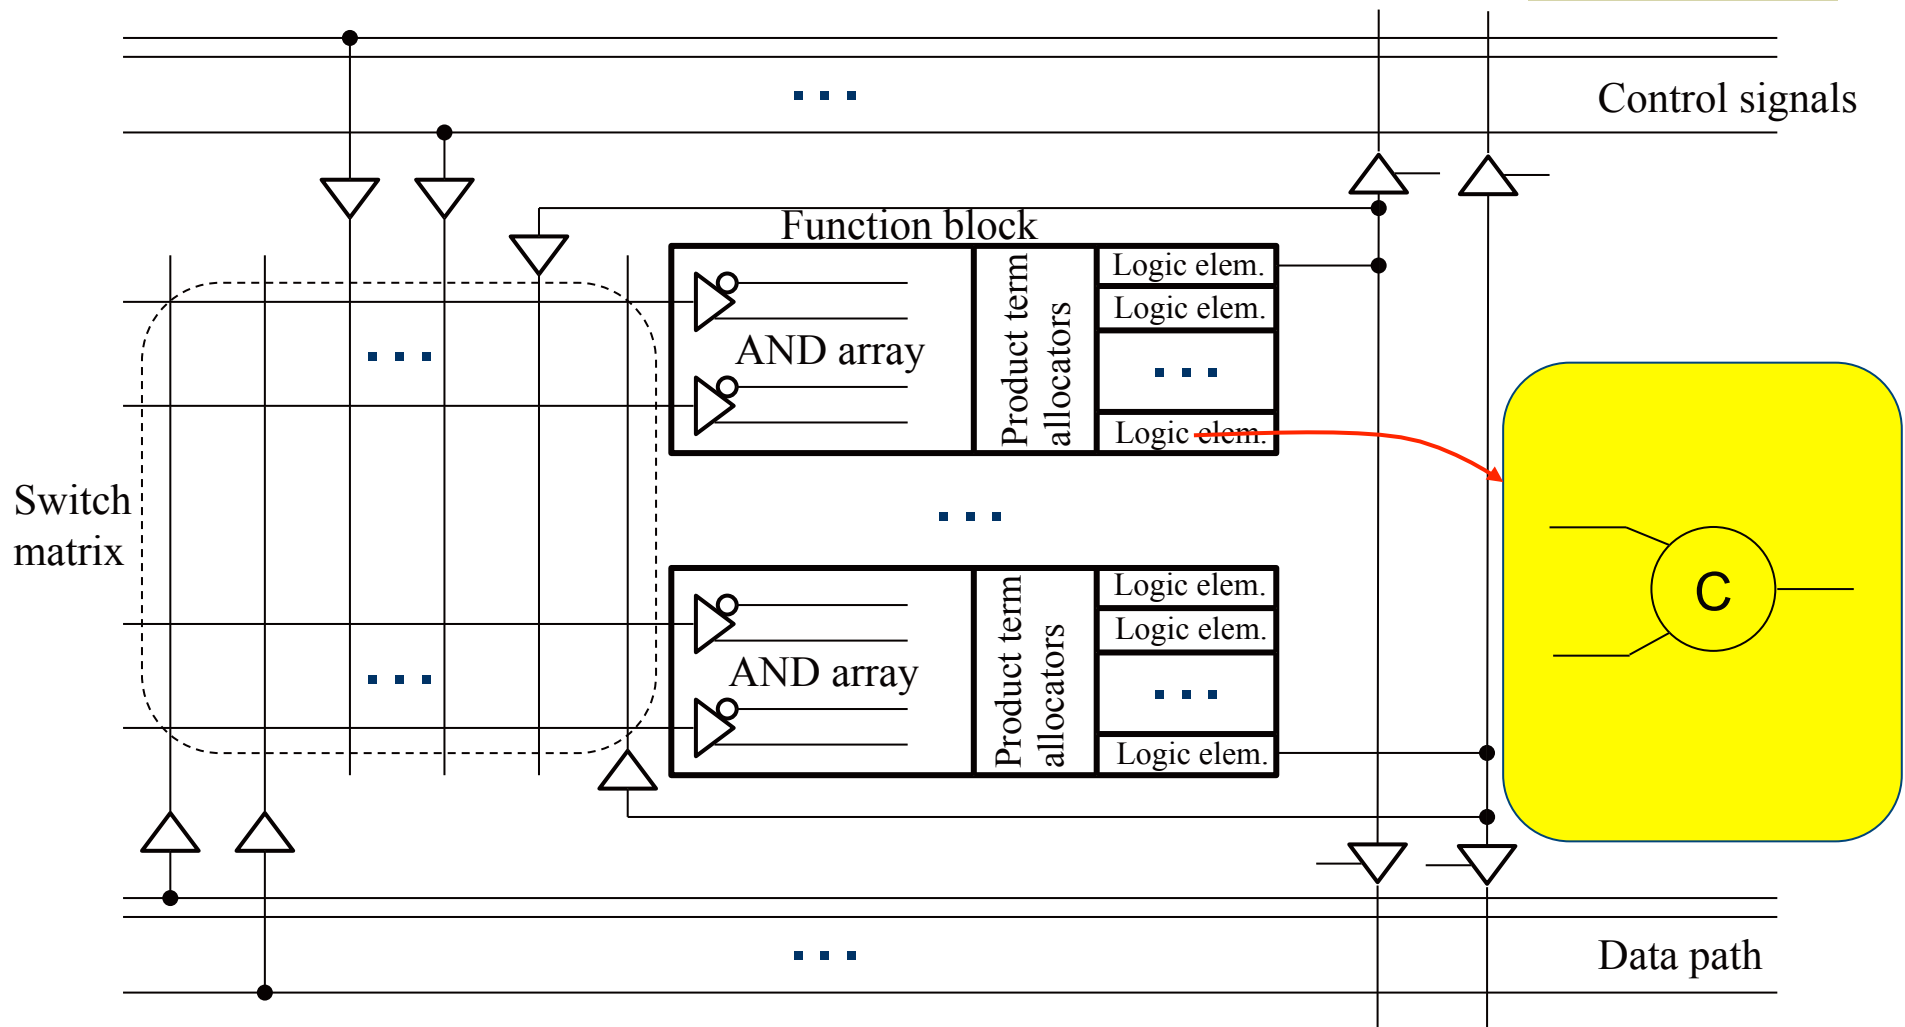 Control signals
Function block
Logic elem.
Logic elem.
AND array
Product term
allocators
Logic elem.
Switch
matrix
C
Logic elem.
Logic elem.
AND array
Product term
allocators
Logic elem.
Data path